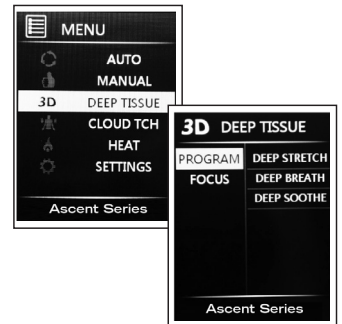 MENU
AUTO
MANUAL
3D DEEP TISSUE
CLOUD TCH
HEAT
SETTINGS
Ascent Series
3D DEEP TISSUE
PROGRAM DEEP STRETCH
FOCUS DEEP BREATH
DEEP SOOTHE
Ascent Series